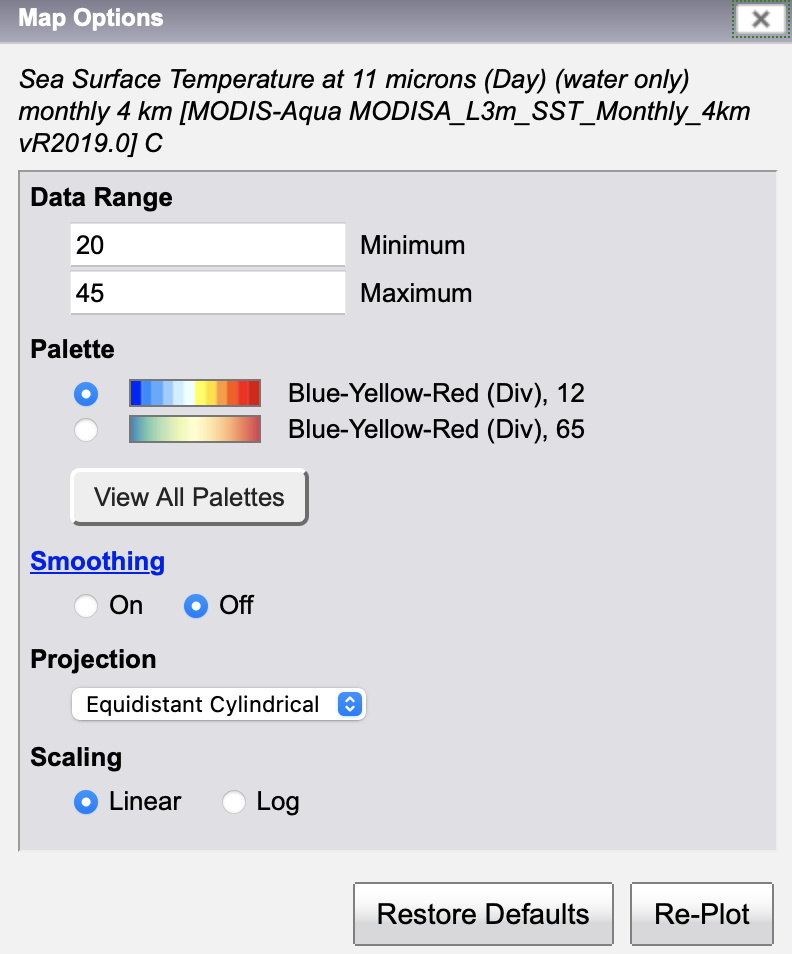 Map Options
Sea Surface Temperature at 11 microns (Day) (water only)
monthly 4 km [MODIS-Aqua MODISA_L3m_SST_Monthly_4km
vR2019.0] C
Data Range
20 Minimum
45 Maximum
Palette
Blue-Yellow-Red (Div), 12
Blue-Yellow-Red (Div), 65
View All Palettes
Smoothing
On Off
Projection
Equidistant Cylindrical
Scaling
Linear Log
Restore Defaults Re-Plot